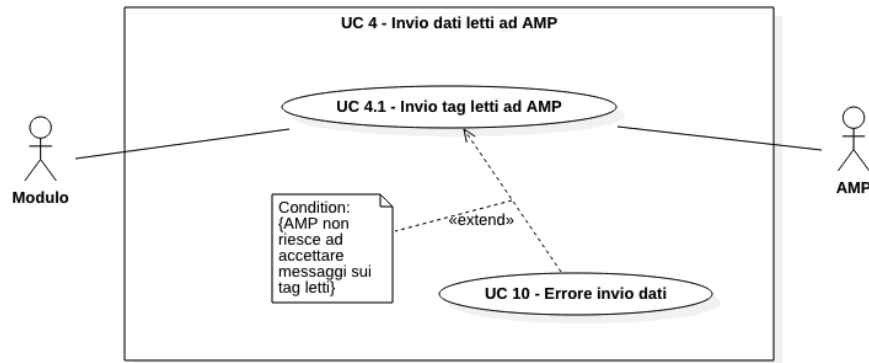 UC 4 - Invio dati letti ad AMP
UC 4.1 - Invio tag letti ad AMP
Modulo
AMP
Condition:
{AMP non
riesce ad
accettare
messaggi sui
tag letti}
«extend»
UC 10 - Errore invio dati